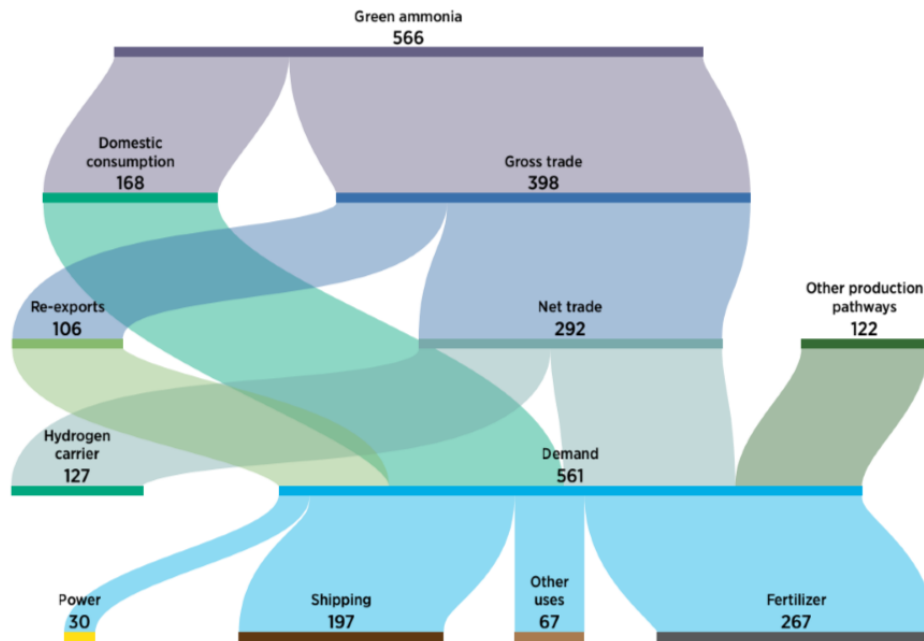 Green ammonia
566
Domestic
consumption
168
Gross trade
398
Re-exports
106
Net trade
292
Other production
pathways
122
Hydrogen
carrier
127
Demand
561
Power
30
Shipping
197
Other
uses
67
Fertilizer
267